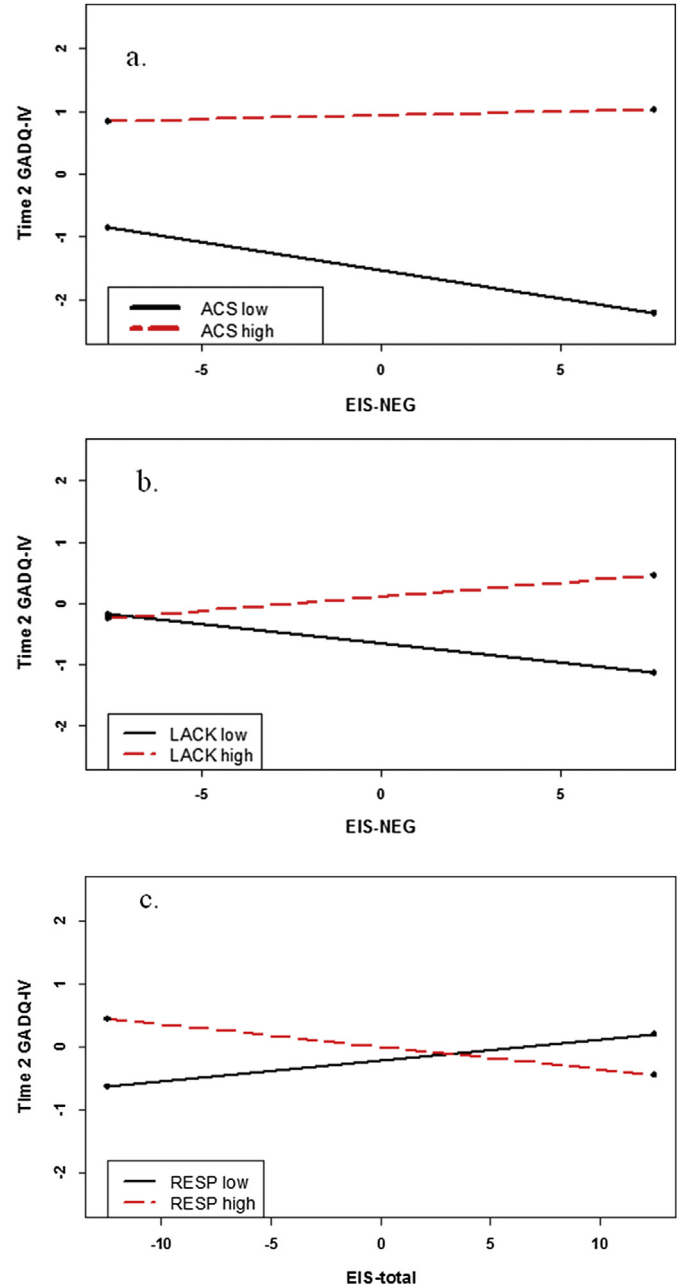 a.
2
1
0
-1
-2
Time 2 GADQ-IV
ACS low
ACS high
-5 0 5
EIS-NEG
b.
2
1
0
-1
-2
Time 2 GADQ-IV
LACK low
LACK high
-5 0 5
EIS-NEG
c.
2
1
0
-1
-2
Time 2 GADQ-IV
RESP low
RESP high
-10 -5 0 5 10
EIS-total